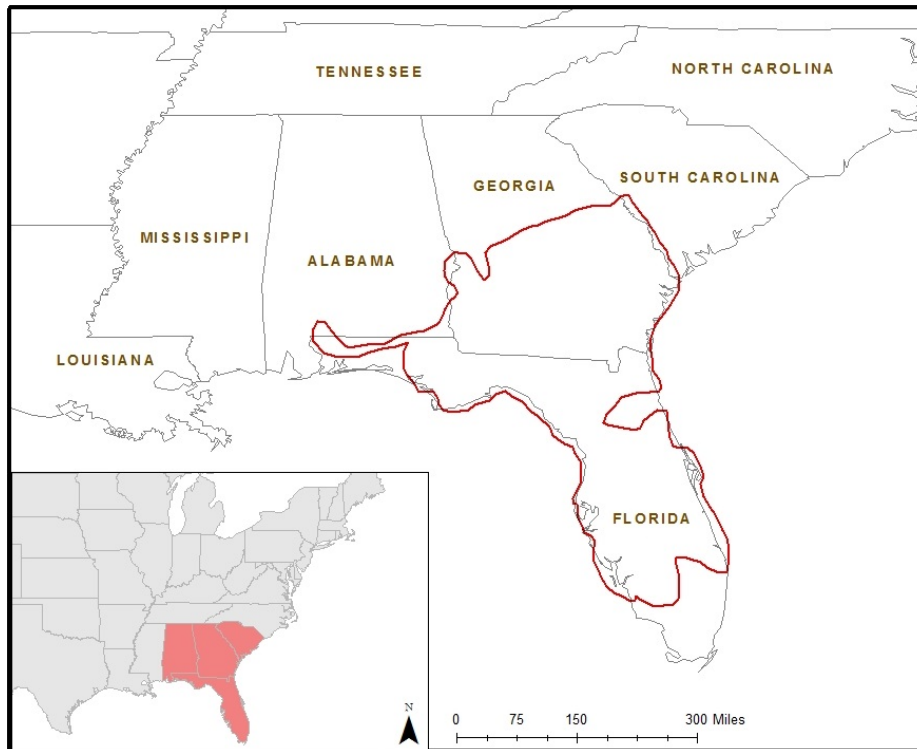 TENNESSEE
NORTH CAROLINA
GEORGIA
SOUTH CAROLINA
MISSISSIPPI
ALABAMA
LOUISIANA
FLORIDA
N
0 75 150 300 Miles